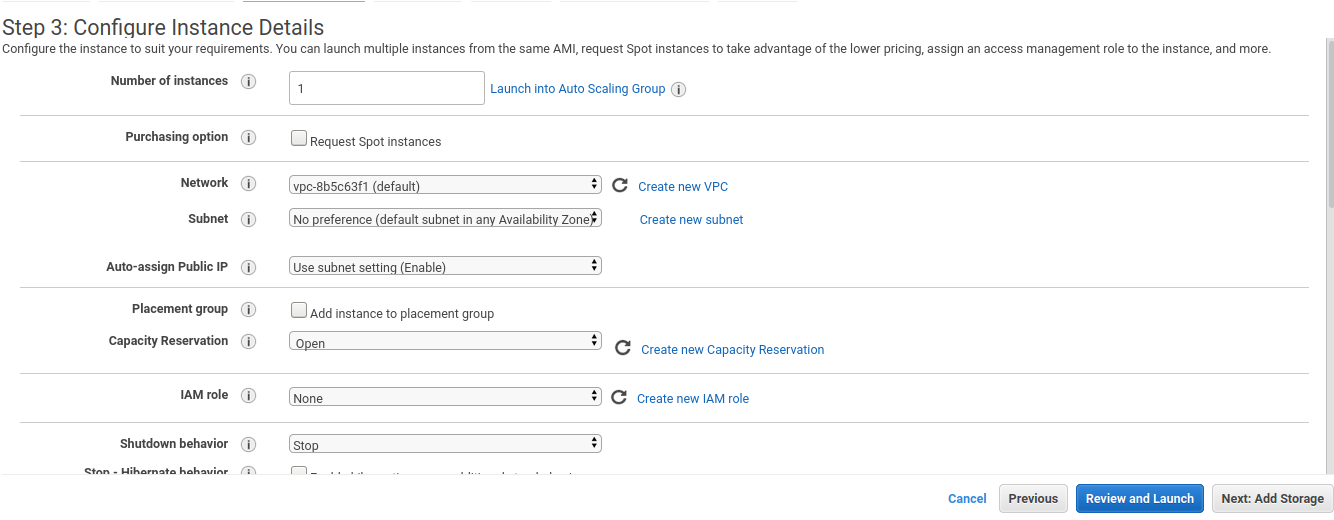 Step 3: Configure Instance Details
Configure the instance to suit your requirements. You can launch multiple instances from the same AMI, request Spot instances to take advantage of the lower pricing, assign an access management role to the instance, and more.
Number of instances 1 Launch into Auto Scaling Group
Purchasing option Request Spot instances
Network vpc-8b5c63f1 (default) Create new VPC
Subnet No preference (default subnet in any Availability Zone) Create new subnet
Auto-assign Public IP Use subnet setting (Enable)
Placement group Add instance to placement group
Capacity Reservation Open Create new Capacity Reservation
IAM role None Create new IAM role
Shutdown behavior Stop
Stop - Hibernate behavior
Cancel Previous Review and Launch Next: Add Storage